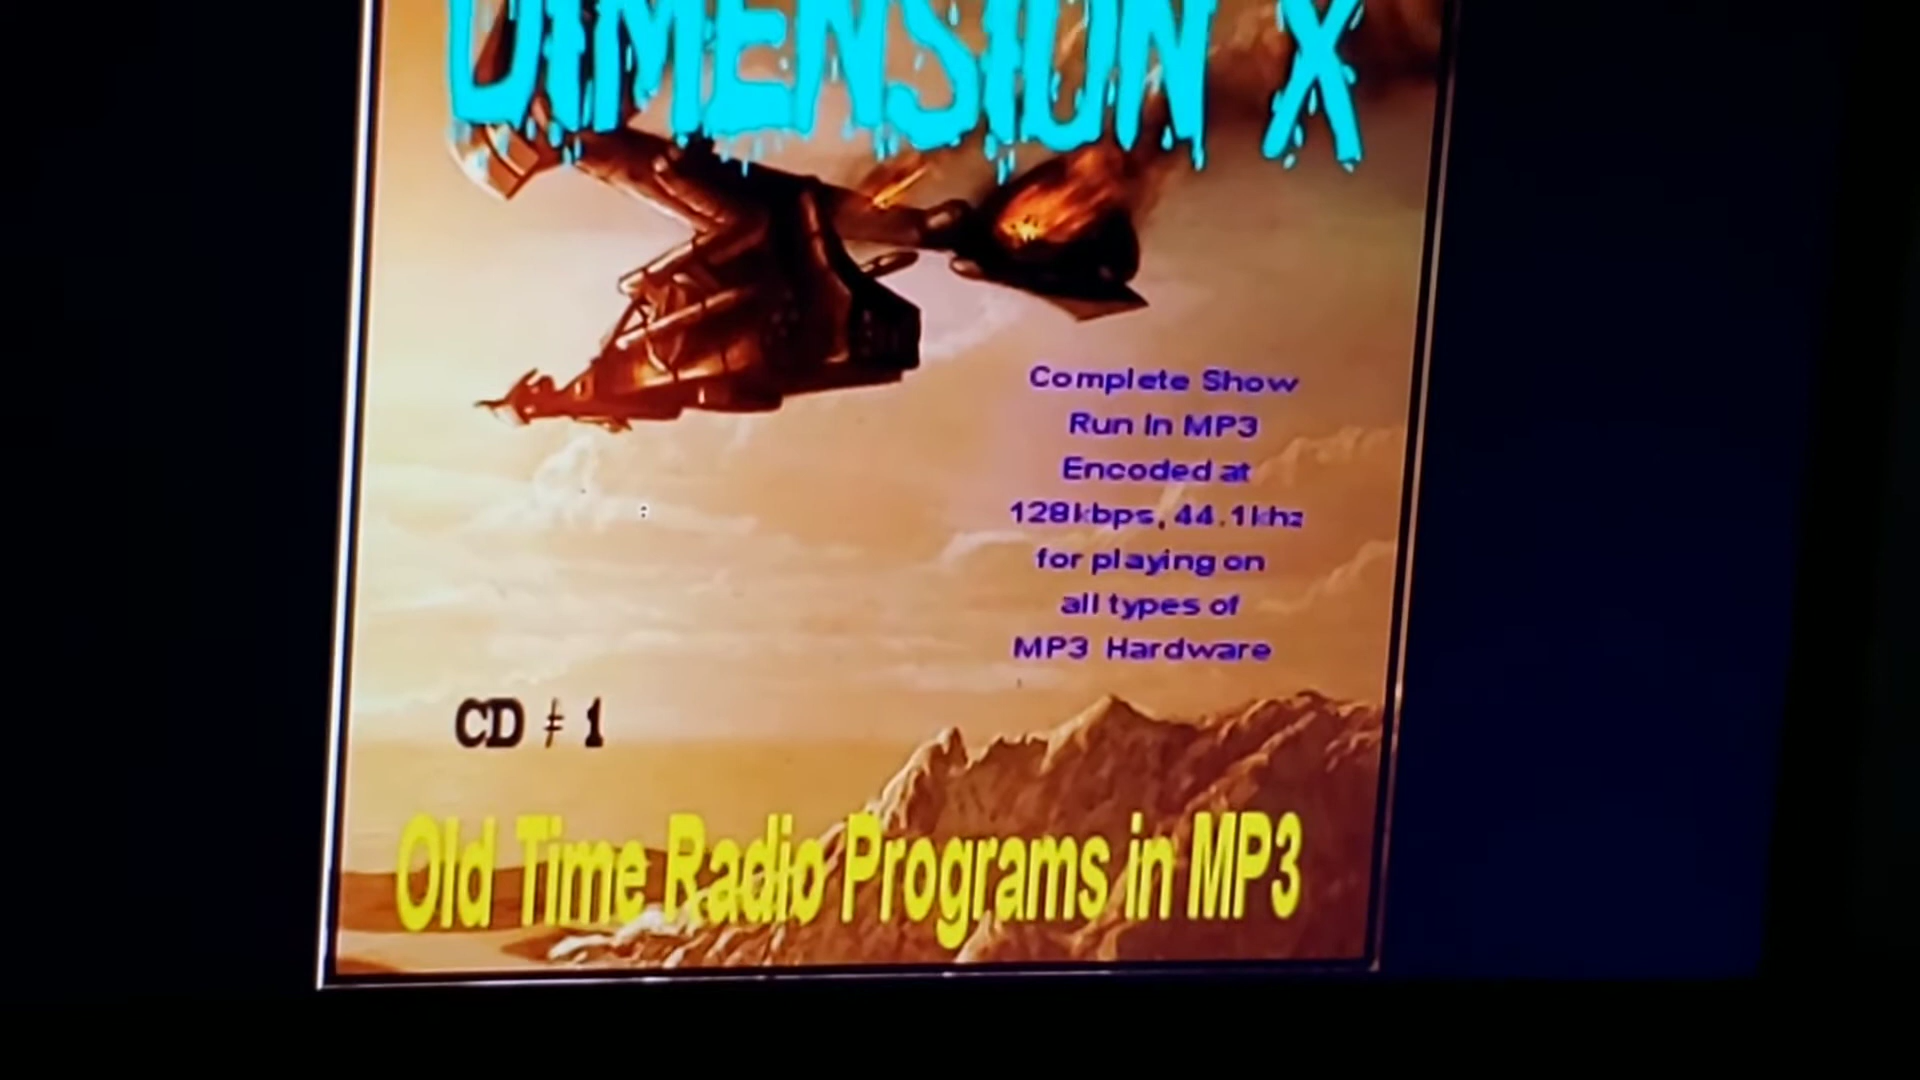 DIMENSION X
Complete Show
Run In MP3
Encoded at
128kbps, 44.1khz
for playing on
all types of
MP3 Hardware
CD # 1
Old Time Radio Programs in MP3